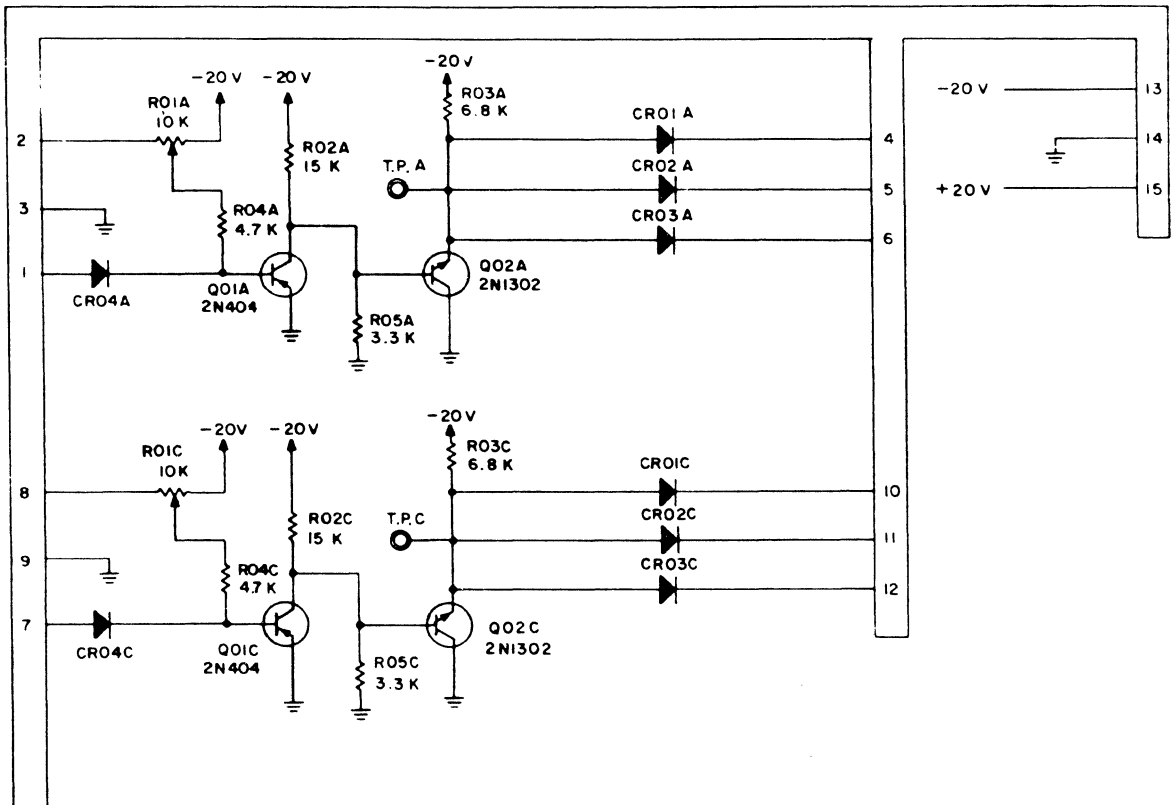 -20 V
-20 V
-20 V
R01A
10 K
R03A
6.8 K
-20 V
13
CR01A
2
4
14
R02A
15 K
T.P. A
CR02A
5
+20 V
15
3
R04A
4.7 K
CR03A
6
1
CR04A
Q01A
2N404
Q02A
2N1302
R05A
3.3 K
-20 V
-20V
-20V
R01C
10K
R03C
6.8 K
CR01C
8
10
R02C
15 K
T.P. C
CR02C
11
9
R04C
4.7 K
CR03C
12
7
CR04C
Q01C
2N404
Q02C
2N1302
R05C
3.3 K